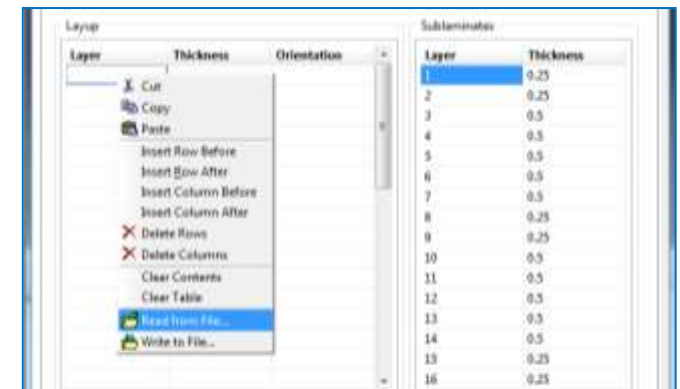 Layup
Layer Thickness Orientation
Cut
Copy
Paste
Insert Row Before
Insert Row After
Insert Column Before
Insert Column After
Delete Rows
Delete Columns
Clear Contents
Clear Table
Read from File...
Write to File...
Sublaminates
Layer Thickness
1 0.25
2 0.25
3 0.5
4 0.5
5 0.5
6 0.5
7 0.5
8 0.25
9 0.25
10 0.5
11 0.5
12 0.5
13 0.5
14 0.5
15 0.25
16 0.25